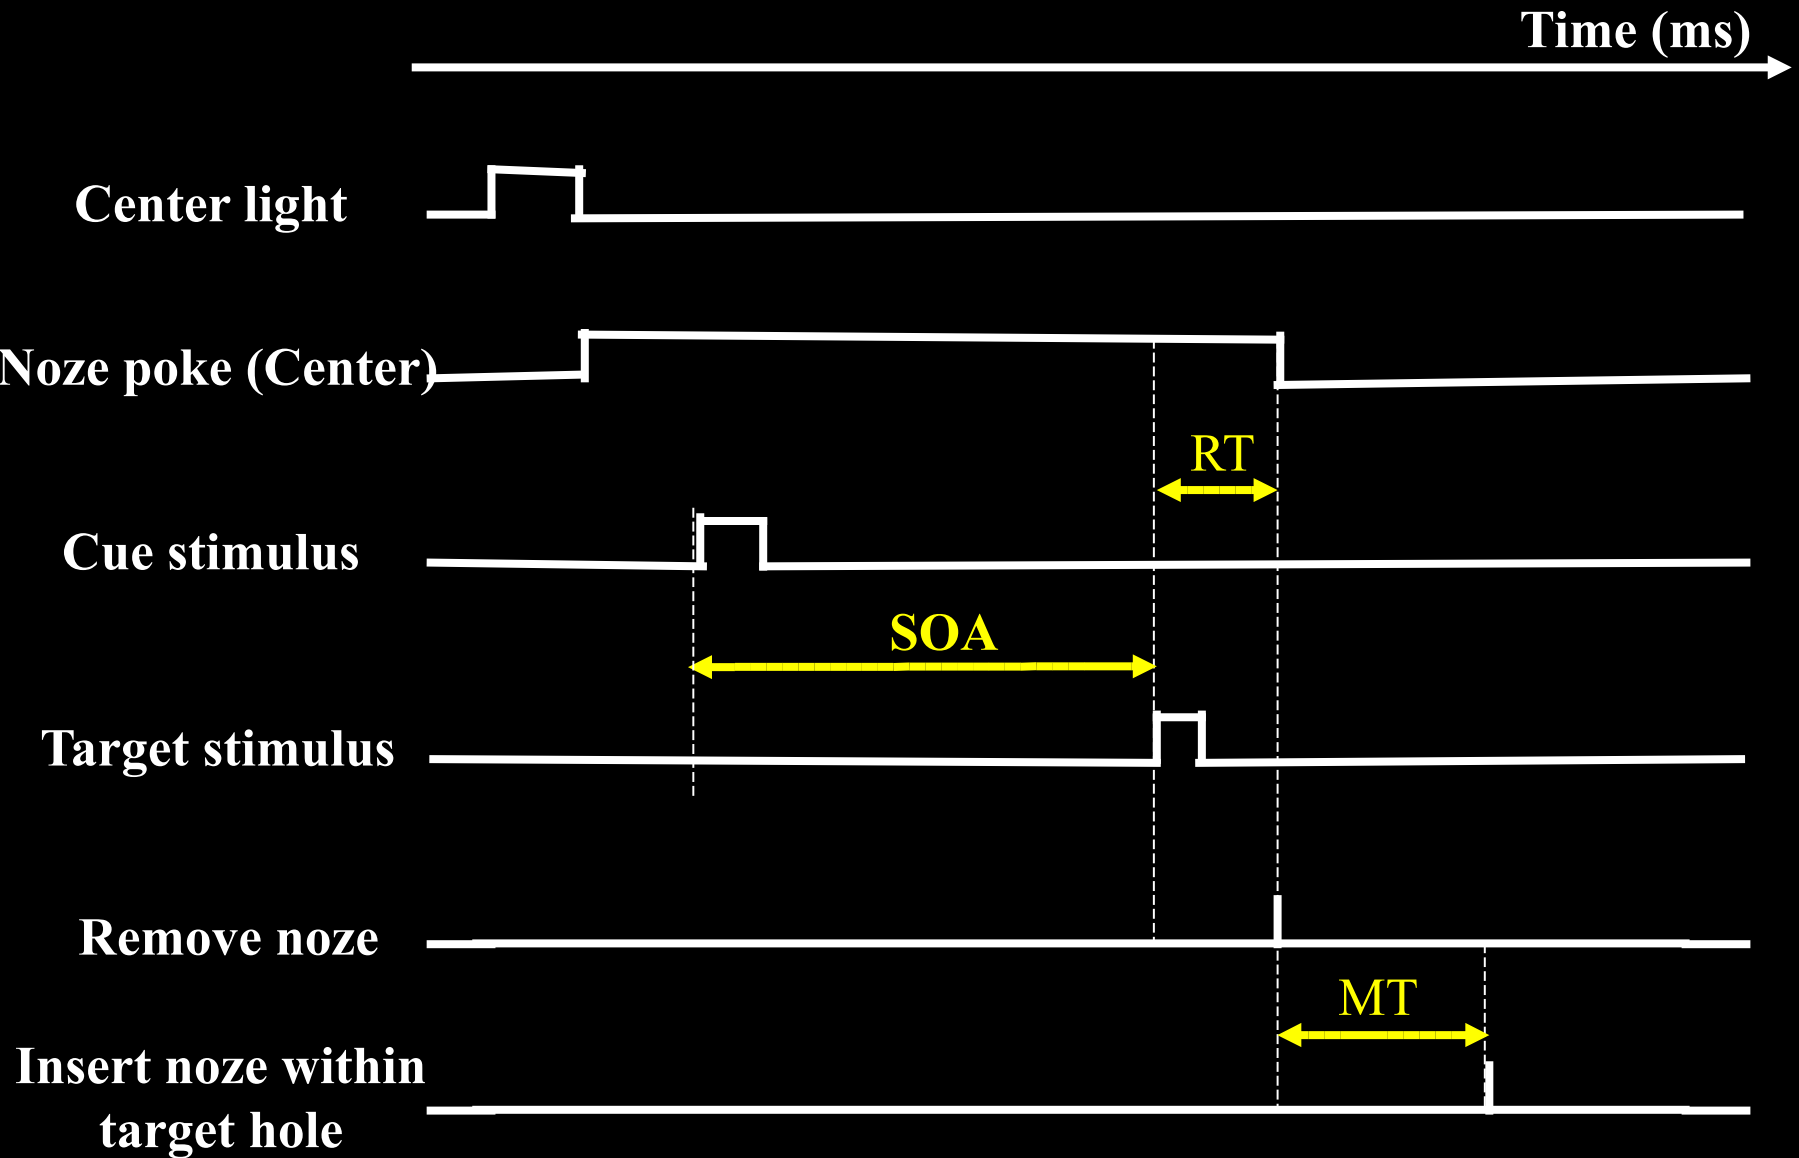 Time (ms)
Center light
Noze poke (Center)
RT
Cue stimulus
SOA
Target stimulus
Remove noze
MT
Insert noze within
target hole